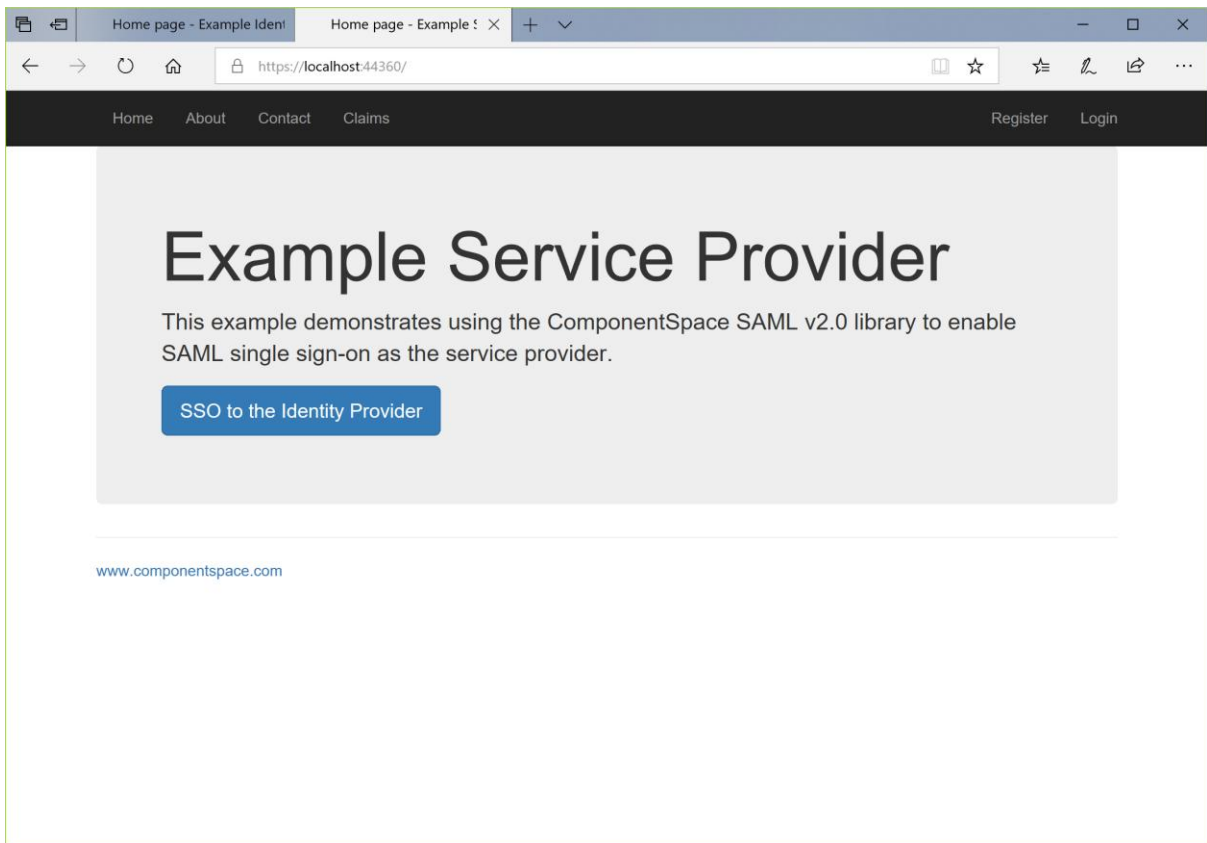 Home page - Example Iden
Home page - Example S
https://localhost:44360/
Home About Contact Claims Register Login
Example Service Provider
This example demonstrates using the ComponentSpace SAML v2.0 library to enable
SAML single sign-on as the service provider.
SSO to the Identity Provider
www.componentspace.com